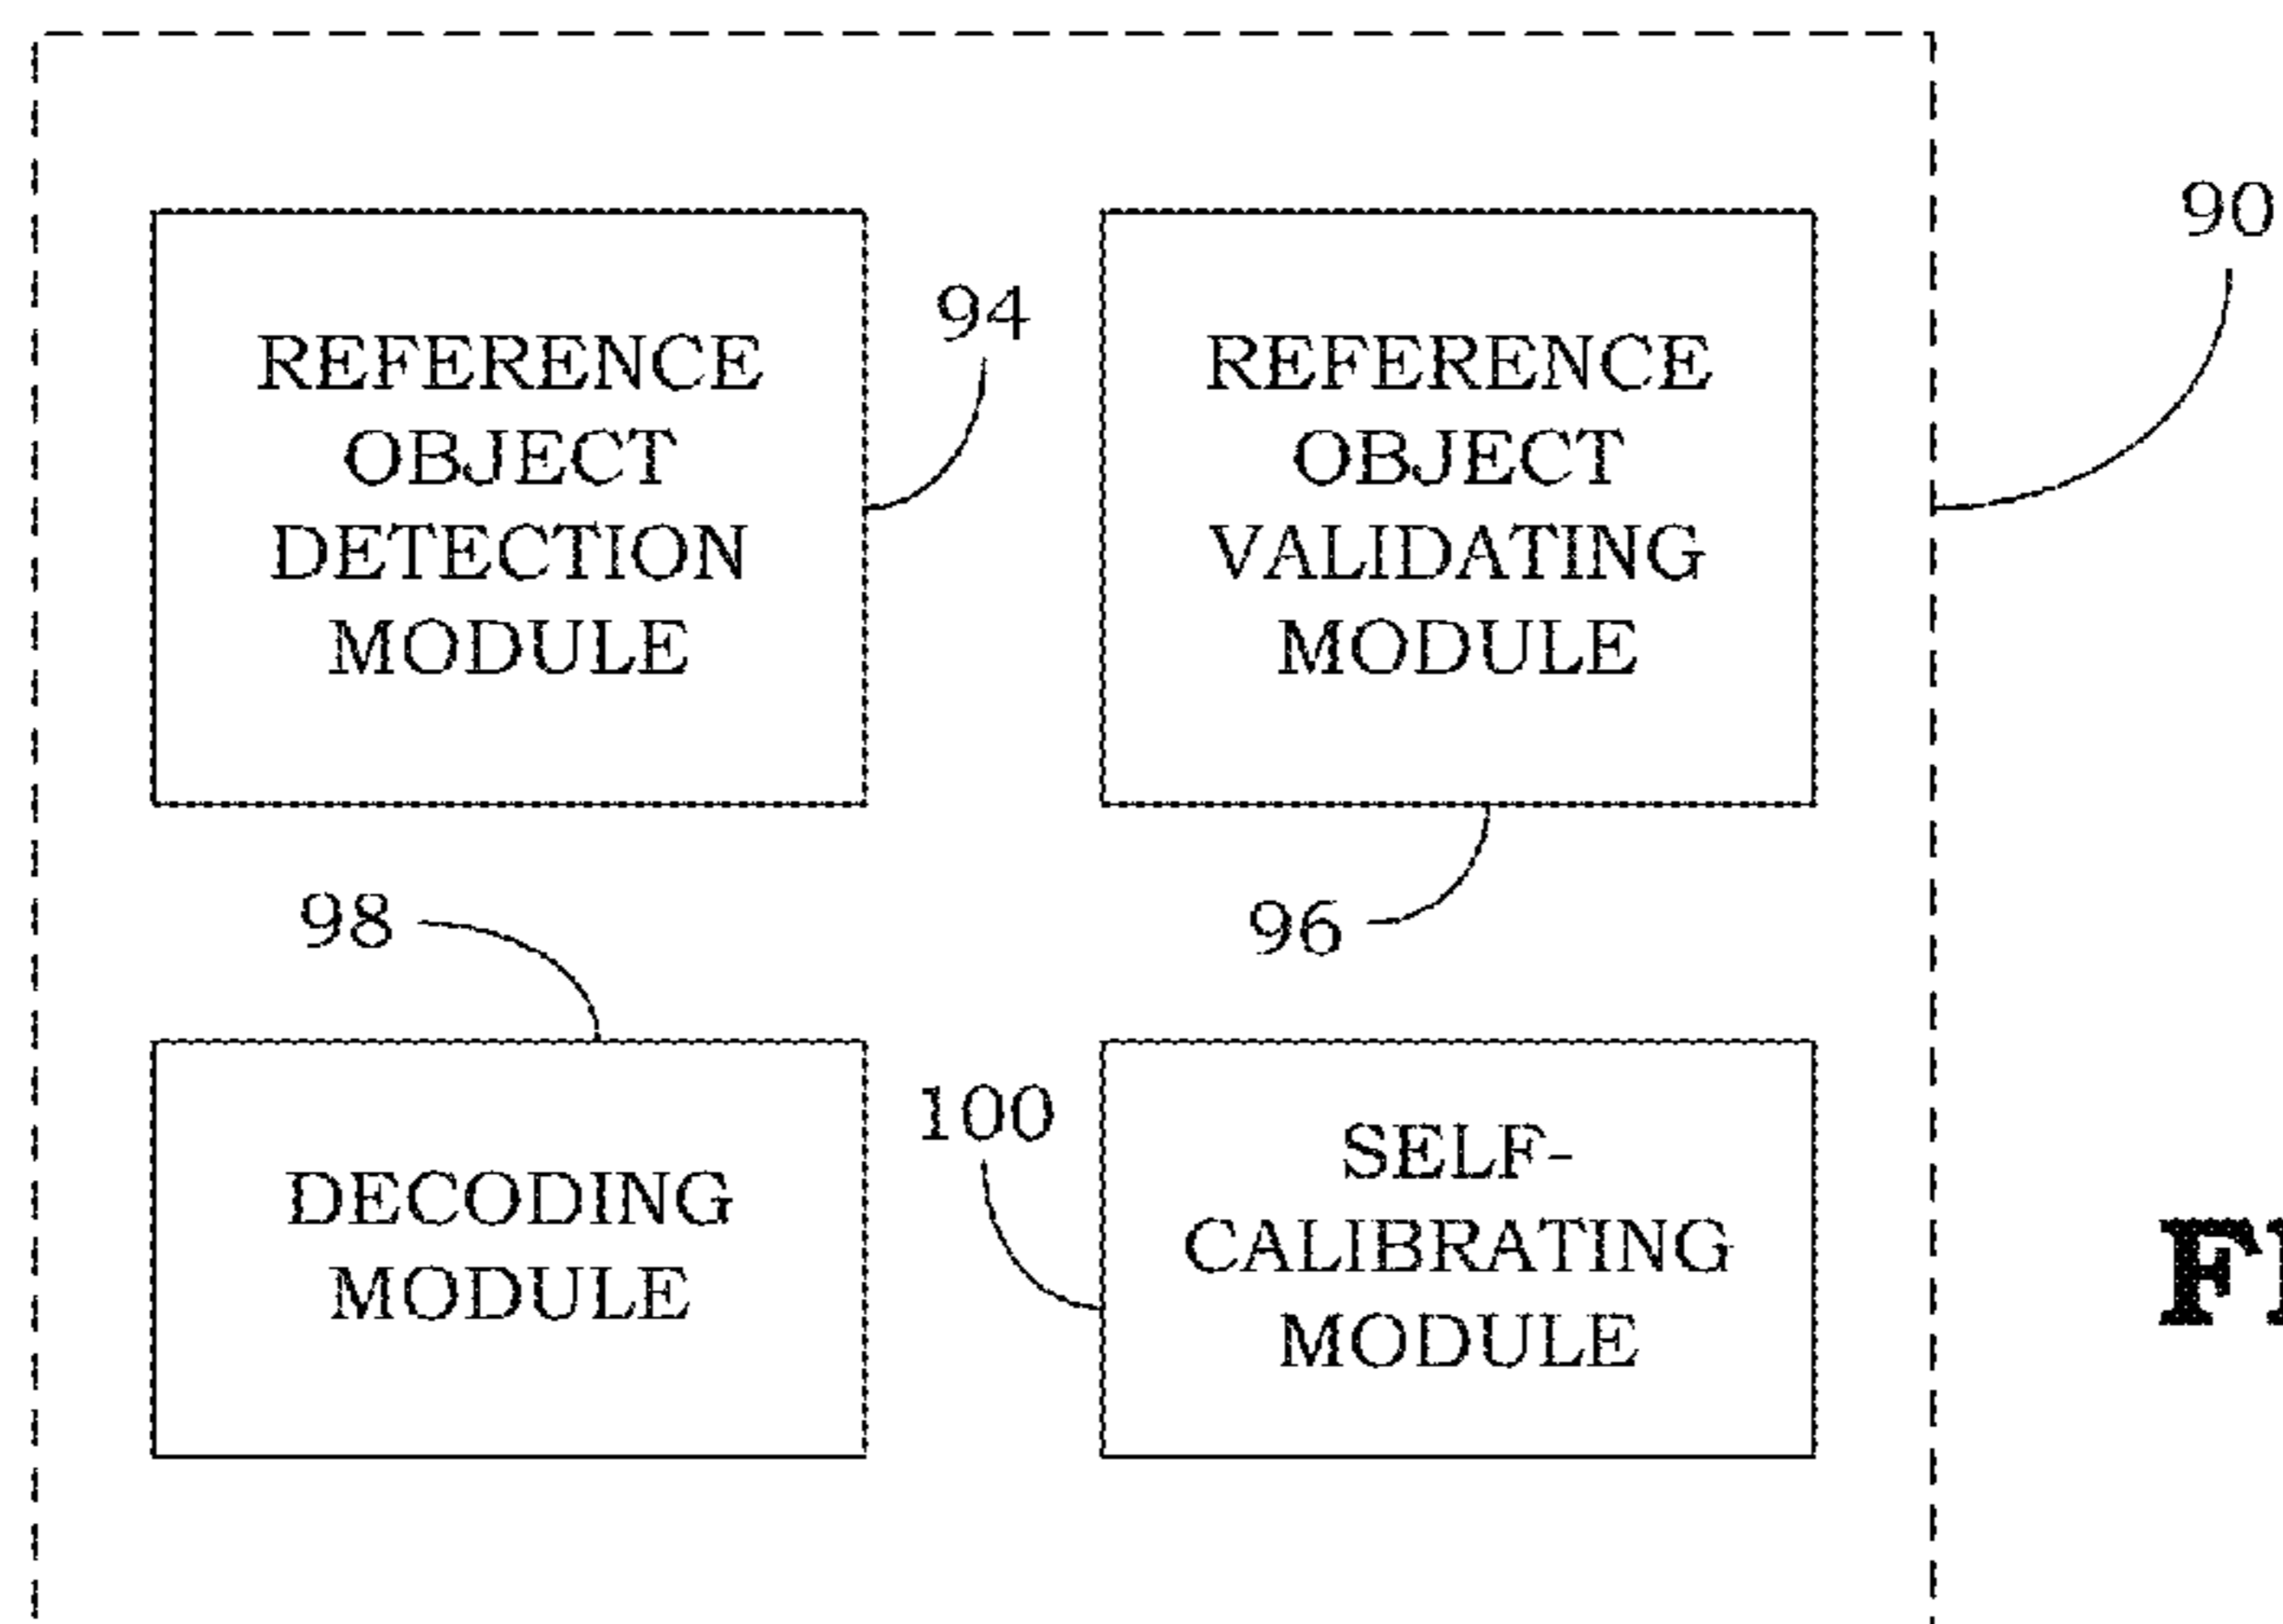 90
94
REFERENCE
OBJECT
DETECTION
MODULE
REFERENCE
OBJECT
VALIDATING
MODULE
98
96
100
DECODING
MODULE
SELF-
CALIBRATING
MODULE